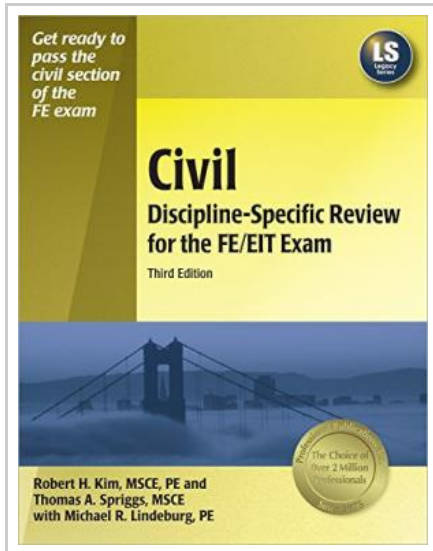 Get ready to
pass the
civil section
of the
FE exam
LS
Legacy
Series
Civil
Discipline-Specific Review
for the FE/EIT Exam
Third Edition
Professional Publications
The Choice of
Over 2 Million
Professionals
Robert H. Kim, MSCE, PE and
Thomas A. Spriggs, MSCE
with Michael R. Lindeburg, PE